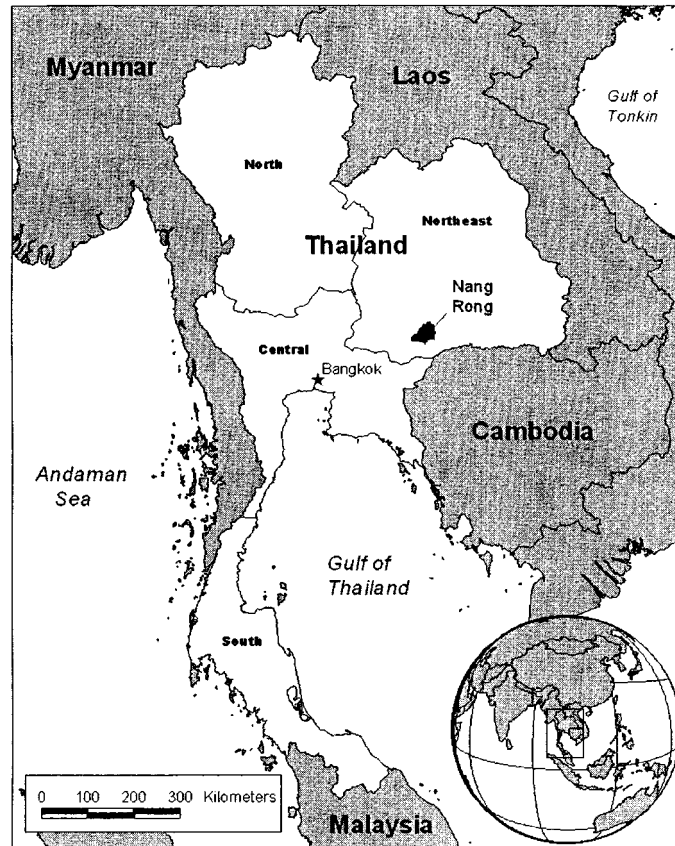 Myanmar
Laos
Gulf of
Tonkin
North
Northeast
Thailand
Nang
Rong
Central
Bangkok
Cambodia
Andaman
Sea
Gulf of
Thailand
South
0 100 200 300 Kilometers
Malaysia